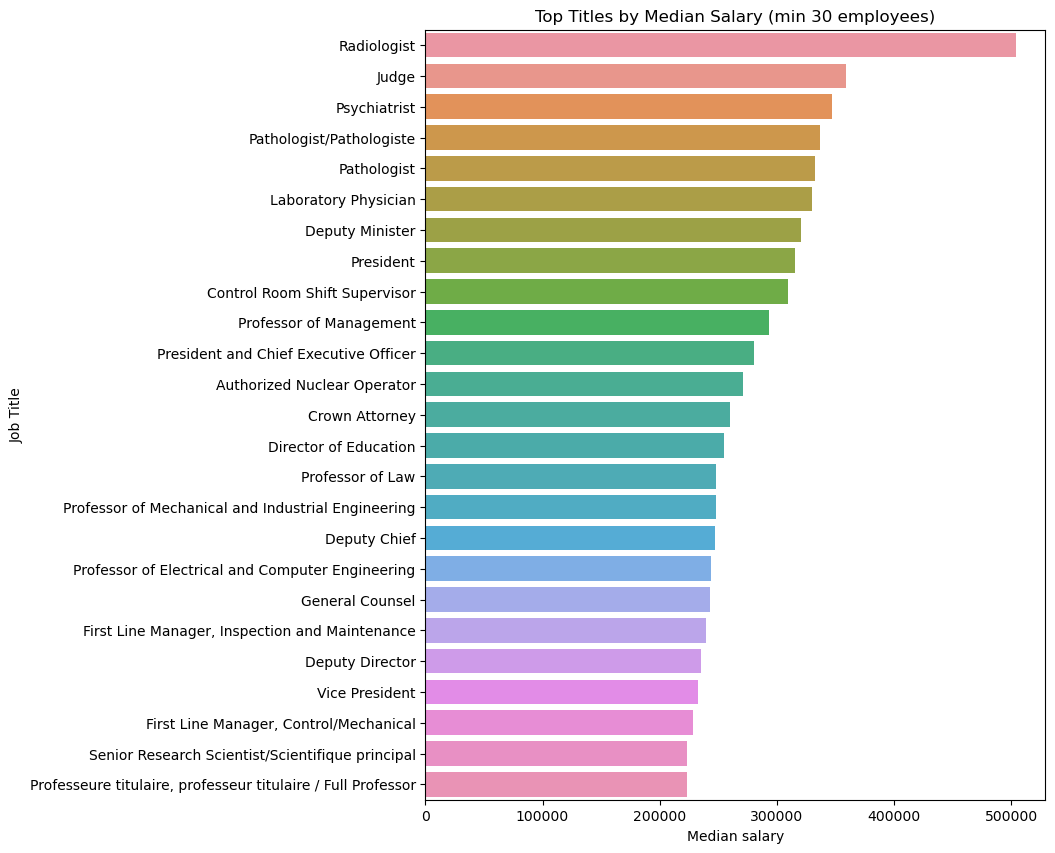 Top Titles by Median Salary (min 30 employees)
Radiologist
Judge
Psychiatrist
Pathologist/Pathologiste
Pathologist
Laboratory Physician
Deputy Minister
President
Control Room Shift Supervisor
Professor of Management
President and Chief Executive Officer
Authorized Nuclear Operator
Crown Attorney
Director of Education
Professor of Law
Professor of Mechanical and Industrial Engineering
Deputy Chief
Professor of Electrical and Computer Engineering
General Counsel
First Line Manager, Inspection and Maintenance
Deputy Director
Vice President
First Line Manager, Control/Mechanical
Senior Research Scientist/Scientifique principal
Professeure titulaire, professeur titulaire / Full Professor
Job Title
0 100000 200000 300000 400000 500000
Median salary